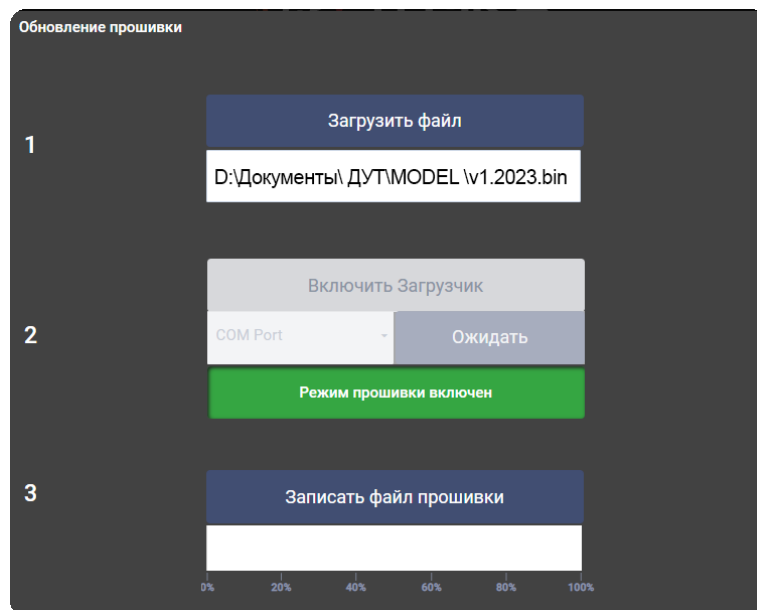 Обновление прошивки
1
Загрузить файл
D:\Документы\ ДУТ\MODEL \v1.2023.bin
2
Включить Загрузчик
COM Port
Ожидать
Режим прошивки включен
3
Записать файл прошивки
0% 20% 40% 60% 80% 100%